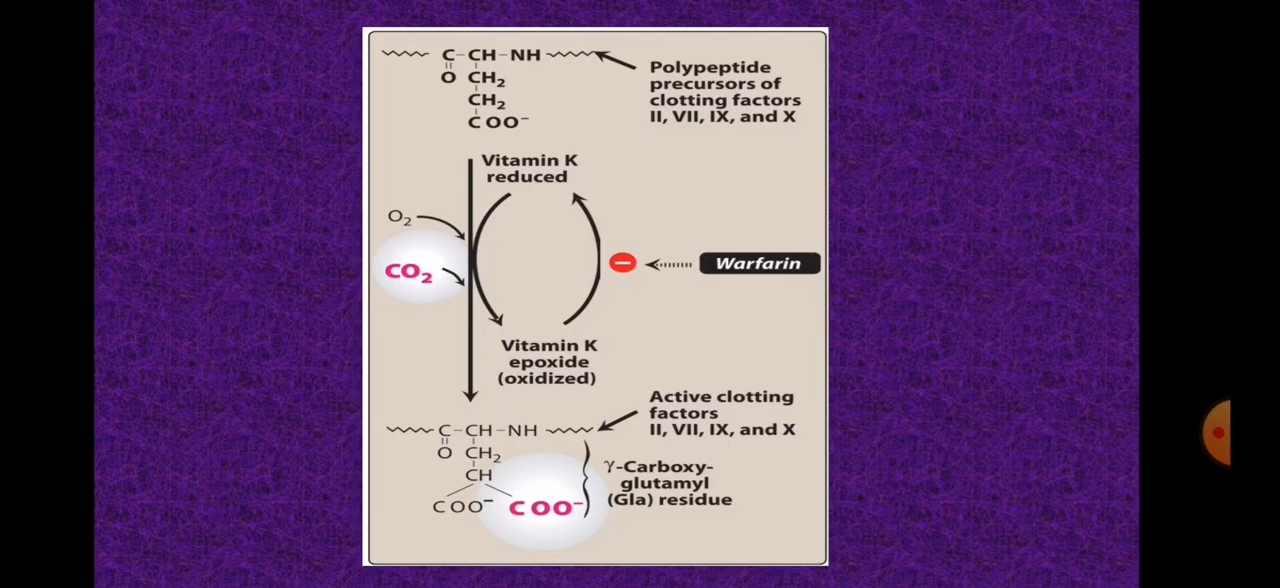 C-CH-NH
O CH₂
CH₂
COO⁻
Polypeptide
precursors of
clotting factors
II, VII, IX, and X
Vitamin K
reduced
O₂
CO₂
Warfarin
Vitamin K
epoxide
(oxidized)
Active clotting
factors
II, VII, IX, and X
C-CH-NH
O CH₂
CH
COO⁻ COO⁻
γ-Carboxy-
glutamyl
(Gla) residue